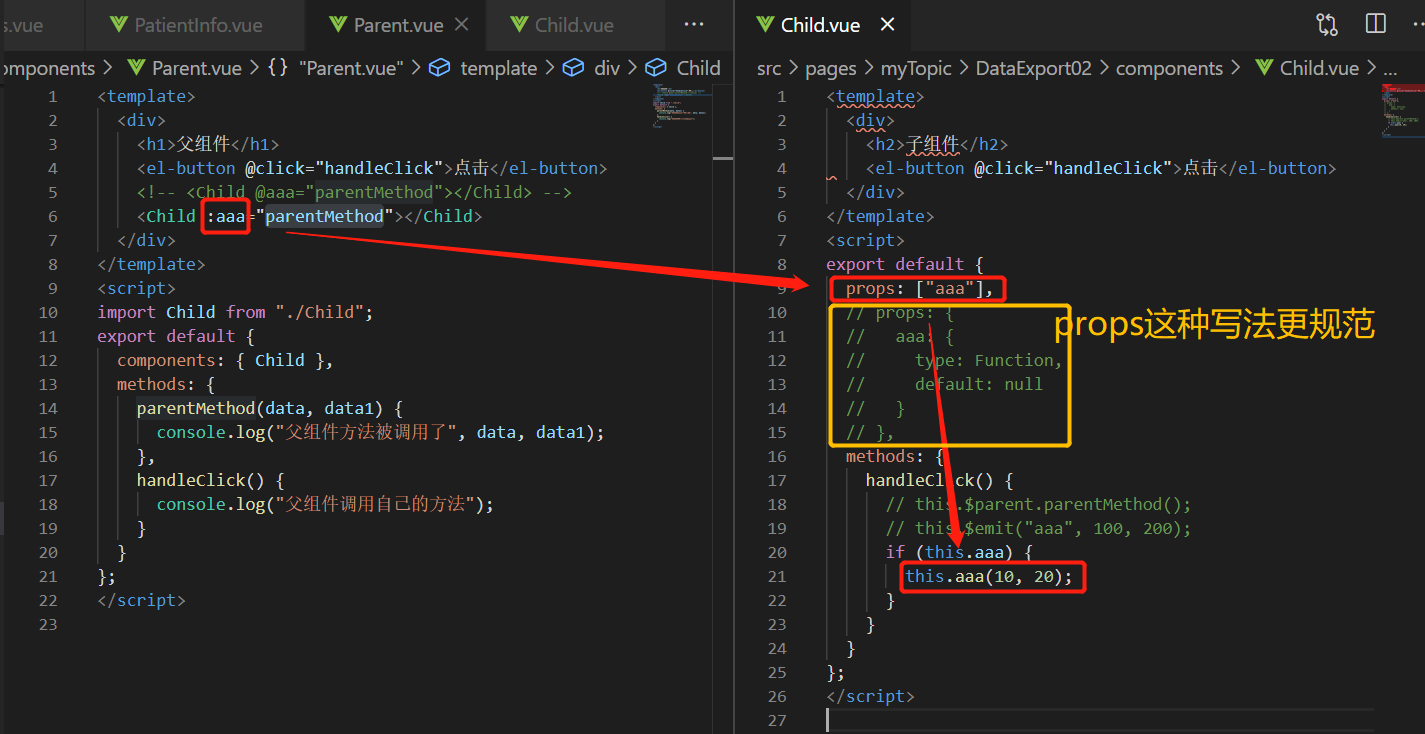 s.vue PatientInfo.vue Parent.vue Child.vue ···
omponents > Parent.vue > {} "Parent.vue" > template > div > Child
1 <template>
2 <div>
3 <h1>父组件</h1>
4 <el-button @click="handleClick">点击</el-button>
5 <!-- <Child @aaa="parentMethod"></Child> -->
6 <Child :aaa="parentMethod"></Child>
7 </div>
8 </template>
9 <script>
10 import Child from "./Child";
11 export default {
12 components: { Child },
13 methods: {
14 parentMethod(data, data1) {
15 console.log("父组件方法被调用了", data, data1);
16 },
17 handleClick() {
18 console.log("父组件调用自己的方法");
19 }
20 }
21 };
22 </script>
23
Child.vue
src > pages > myTopic > DataExport02 > components > Child.vue > ...
1 <template>
2 <div>
3 <h2>子组件</h2>
4 <el-button @click="handleClick">点击</el-button>
5 </div>
6 </template>
7 <script>
8 export default {
9 props: ["aaa"],
10 // props: {
props这种写法更规范
11 // aaa: {
12 // type: Function,
13 // default: null
14 // }
15 // },
16 methods: {
17 handleClick() {
18 // this.$parent.parentMethod();
19 // this.$emit("aaa", 100, 200);
20 if (this.aaa) {
21 this.aaa(10, 20);
22 }
23 }
24 }
25 };
26 </script>
27